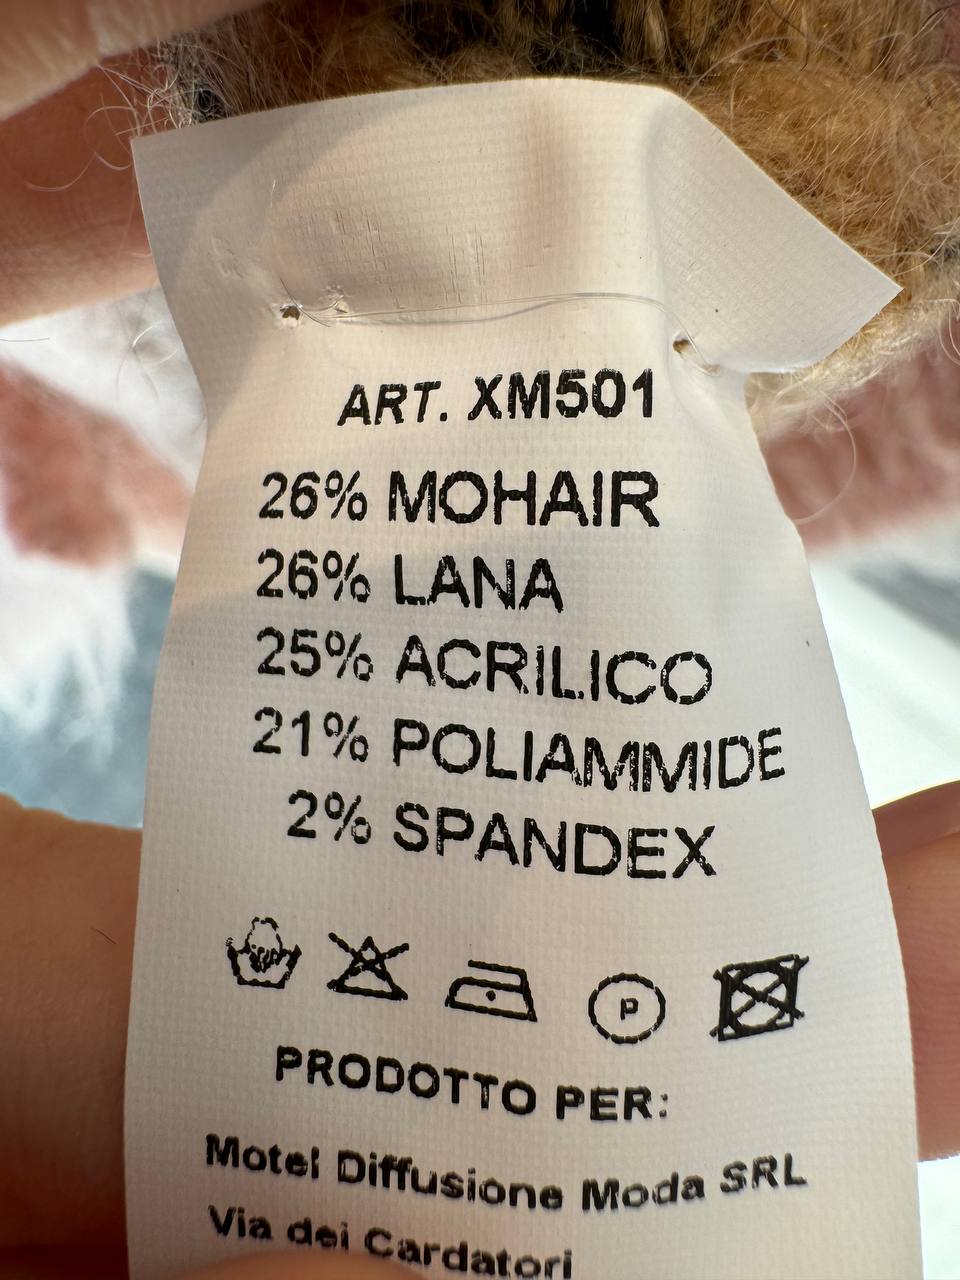 ART. XM501
26% MOHAIR
26% LANA
25% ACRILICO
21% POLIAMMIDE
2% SPANDEX
P
PRODOTTO PER:
Motel Diffusione Moda SRL
Via dei Cardatori